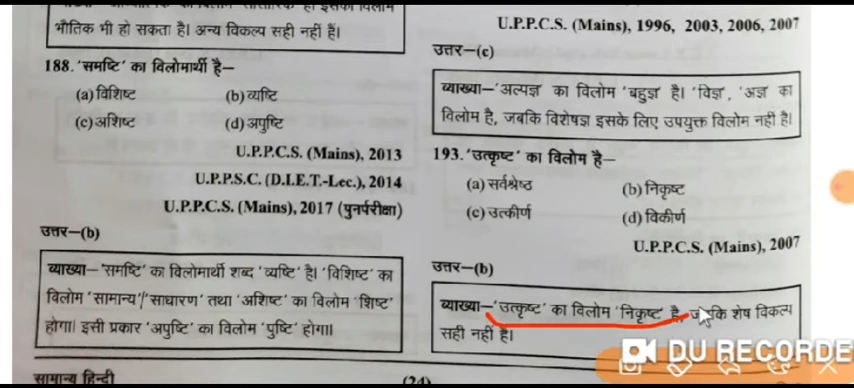 भौतिक भी हो सकता है। अन्य विकल्प सही नहीं हैं।
188. 'समष्टि' का विलोमार्थी है–
(a) विशिष्ट (b) व्यष्टि
(c) अशिष्ट (d) अपुष्टि
U.P.P.C.S. (Mains), 2013
U.P.P.S.C. (D.I.E.T.-Lec.), 2014
U.P.P.C.S. (Mains), 2017 (पुनर्परीक्षा)
उत्तर–(b)
व्याख्या– 'समष्टि' का विलोमार्थी शब्द 'व्यष्टि' है। 'विशिष्ट' का
विलोम 'सामान्य'/'साधारण' तथा 'अशिष्ट' का विलोम 'शिष्ट'
होगा। इसी प्रकार 'अपुष्टि' का विलोम 'पुष्टि' होगा।
सामान्य हिन्दी
(24)
U.P.P.C.S. (Mains), 1996, 2003, 2006, 2007
उत्तर–(c)
व्याख्या–'अल्पज्ञ' का विलोम 'बहुज्ञ' है। 'विज्ञ', 'अज्ञ' का
विलोम है, जबकि विशेषज्ञ इसके लिए उपयुक्त विलोम नहीं है।
193. 'उत्कृष्ट' का विलोम है–
(a) सर्वश्रेष्ठ (b) निकृष्ट
(c) उत्कीर्ण (d) विकीर्ण
U.P.P.C.S. (Mains), 2007
उत्तर–(b)
व्याख्या–'उत्कृष्ट' का विलोम 'निकृष्ट' है, जबकि शेष विकल्प
सही नहीं है।
DU RECORDE